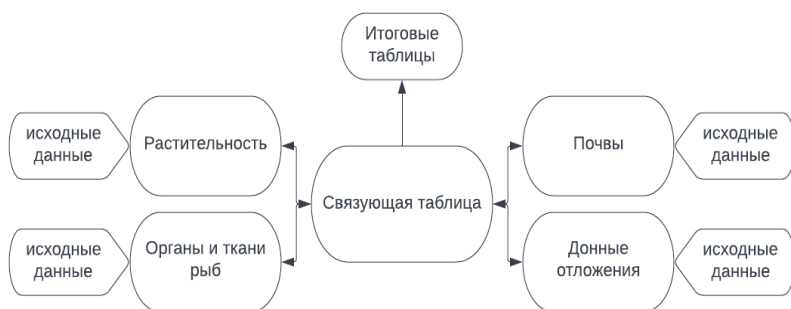 Итоговые
таблицы
исходные
данные
Растительность
Связующая таблица
Почвы
исходные
данные
исходные
данные
Органы и ткани
рыб
Донные
отложения
исходные
данные